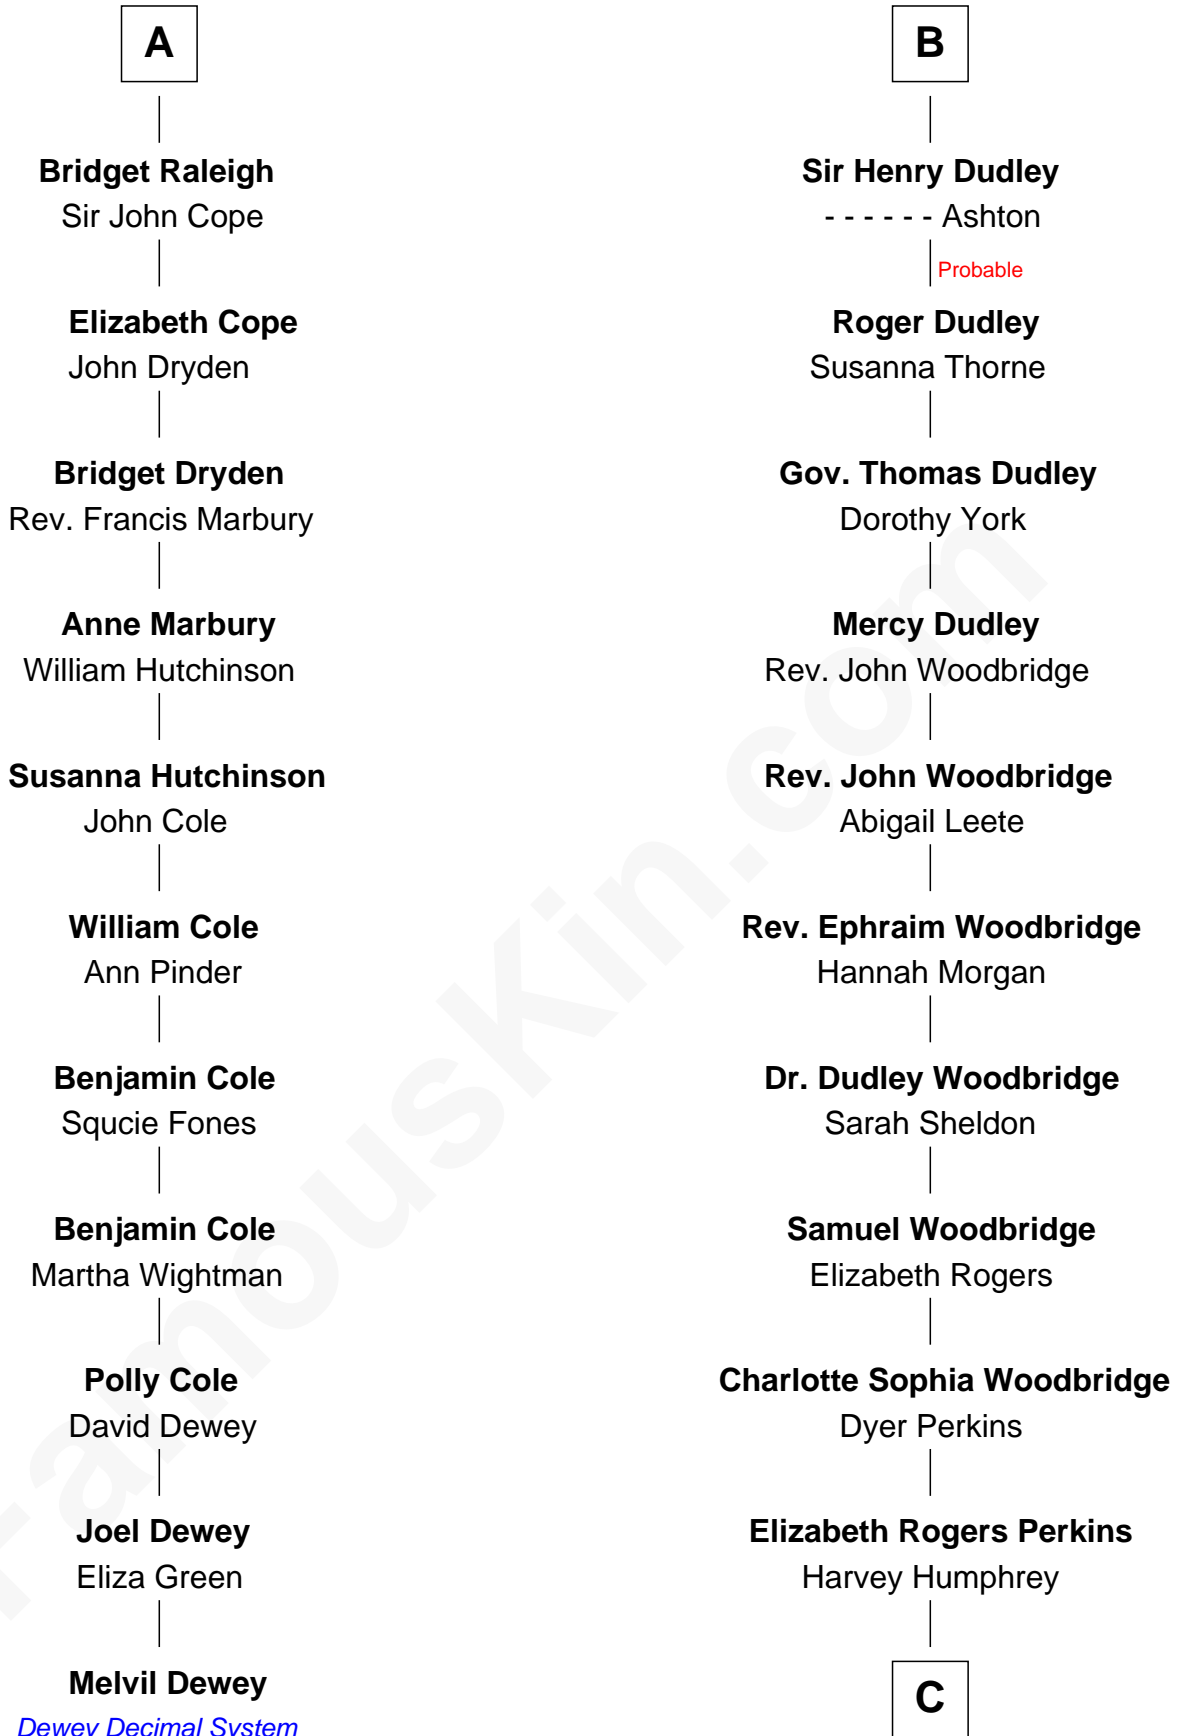 A
Bridget Raleigh
Sir John Cope
Elizabeth Cope
John Dryden
Bridget Dryden
Rev. Francis Marbury
Anne Marbury
William Hutchinson
Susanna Hutchinson
John Cole
William Cole
Ann Pinder
Benjamin Cole
Squcie Fones
Benjamin Cole
Martha Wightman
Polly Cole
David Dewey
Joel Dewey
Eliza Green
Melvil Dewey
Dewey Decimal System
B
Sir Henry Dudley
- - - - - - Ashton
Probable
Roger Dudley
Susanna Thorne
Gov. Thomas Dudley
Dorothy York
Mercy Dudley
Rev. John Woodbridge
Rev. John Woodbridge
Abigail Leete
Rev. Ephraim Woodbridge
Hannah Morgan
Dr. Dudley Woodbridge
Sarah Sheldon
Samuel Woodbridge
Elizabeth Rogers
Charlotte Sophia Woodbridge
Dyer Perkins
Elizabeth Rogers Perkins
Harvey Humphrey
C
FamousKin.com